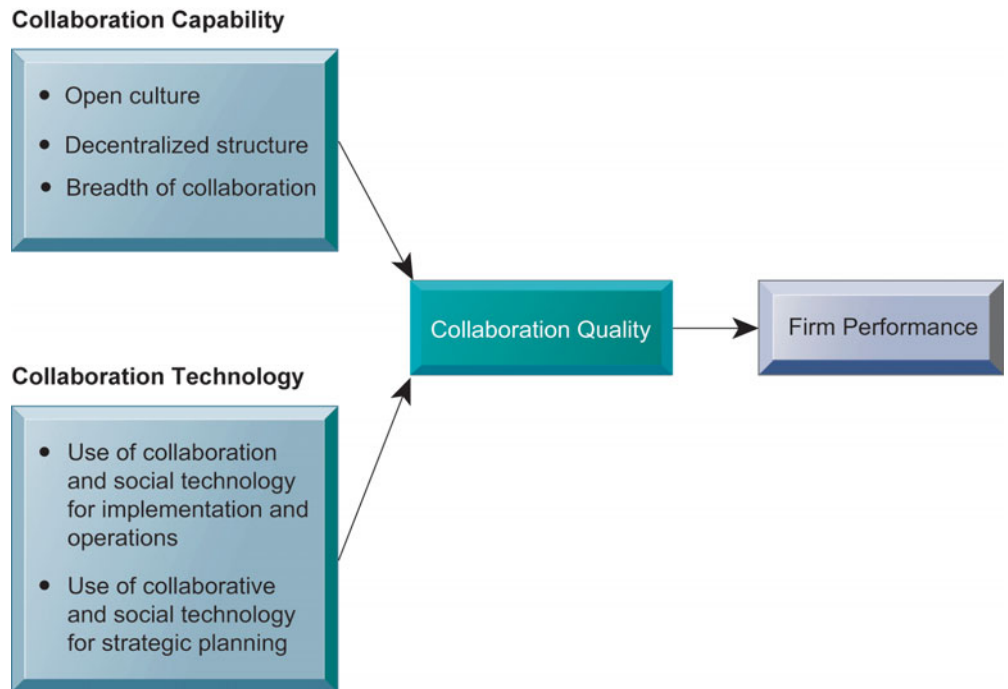 Collaboration Capability
• Open culture
• Decentralized structure
• Breadth of collaboration
Collaboration Quality
Firm Performance
Collaboration Technology
• Use of collaboration
and social technology
for implementation and
operations
• Use of collaborative
and social technology
for strategic planning